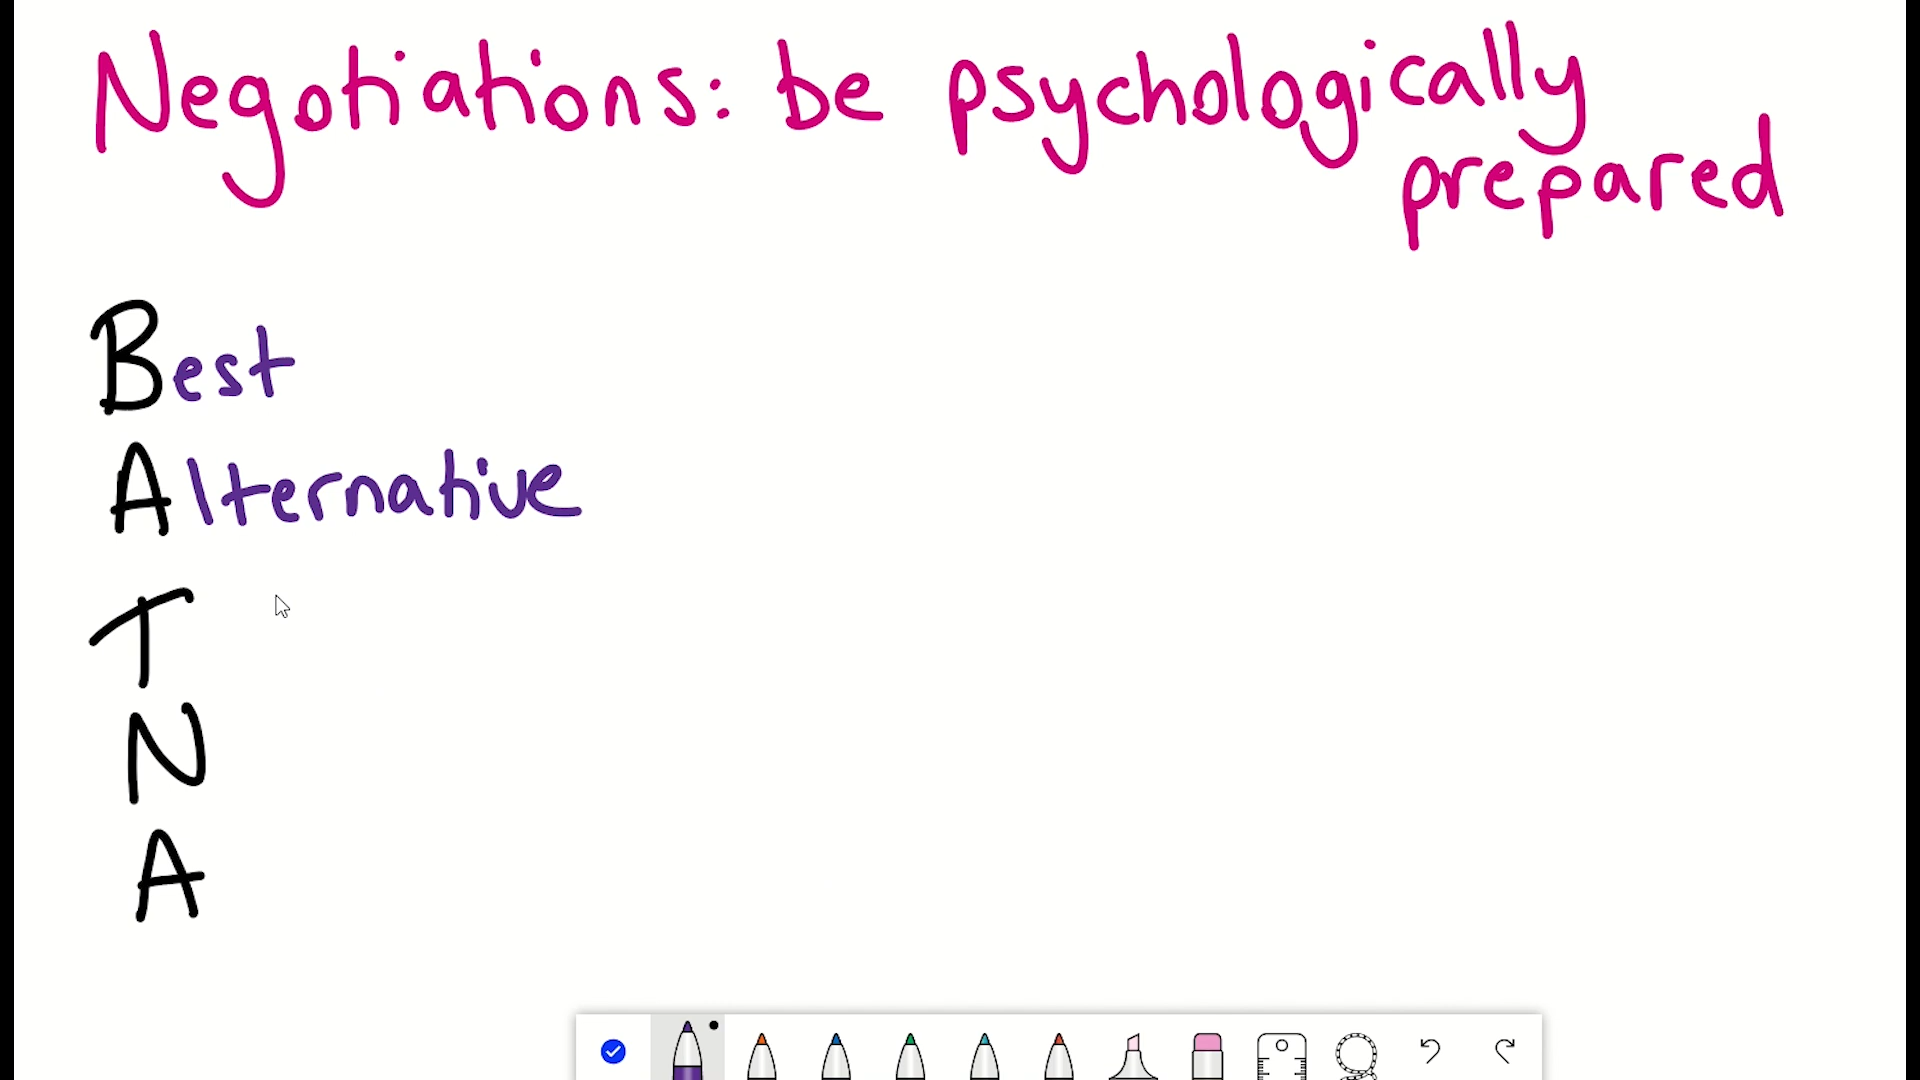 Negotiations: be psychologically
prepared
Best
Alternative
T
N
A